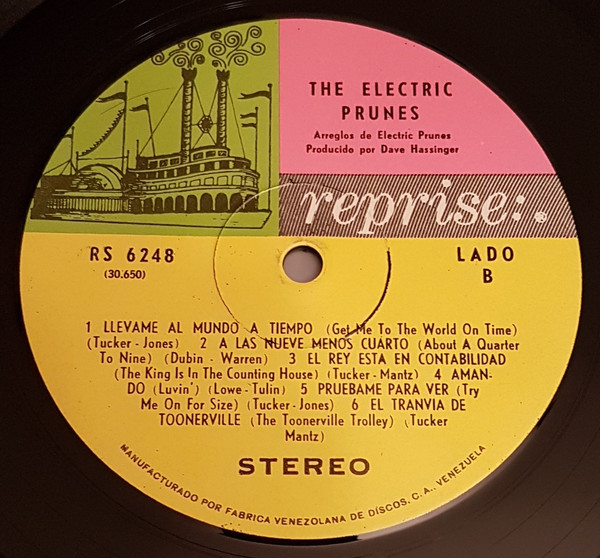 THE ELECTRIC
PRUNES
Arreglos de Electric Prunes
Producido por Dave Hassinger
reprise:®
RS 6248
(30.650)
LADO
B
1 LLEVAME AL MUNDO A TIEMPO (Get Me To The World On Time)
(Tucker - Jones) 2 A LAS NUEVE MENOS CUARTO (About A Quarter
To Nine) (Dubin - Warren) 3 EL REY ESTA EN CONTABILIDAD
(The King Is In The Counting House) (Tucker - Mantz) 4 AMAN-
DO (Luvin') (Lowe - Tulin) 5 PRUEBAME PARA VER (Try
Me On For Size) (Tucker - Jones) 6 EL TRANVIA DE
TOONERVILLE (The Toonerville Trolley) (Tucker
Mantz)
STEREO
MANUFACTURADO POR FABRICA VENEZOLANA DE DISCOS, C. A., VENEZUELA